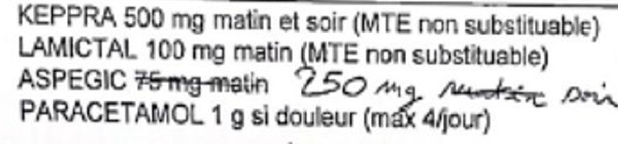 KEPPRA 500 mg matin et soir (MTE non substituable)
LAMICTAL 100 mg matin (MTE non substituable)
ASPEGIC 75 mg matin 250 mg matin soir
PARACETAMOL 1 g si douleur (max 4/jour)